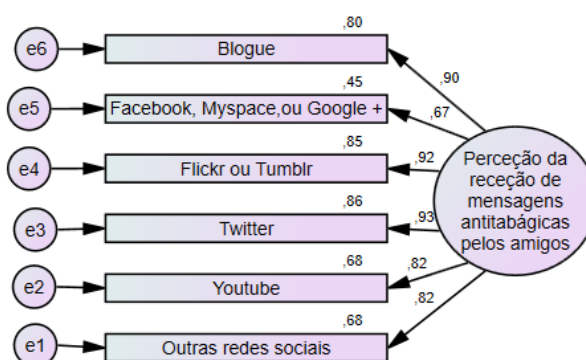 ,80
e6
Blogue
,90
,45
e5
Facebook, Myspace,ou Google +
,67
,85
e4
Flickr ou Tumblr
,92
Perceção da
receção de
mensagens
antitabágicas
pelos amigos
,86
e3
Twitter
,93
,68
e2
Youtube
,82
,68
e1
Outras redes sociais
,82